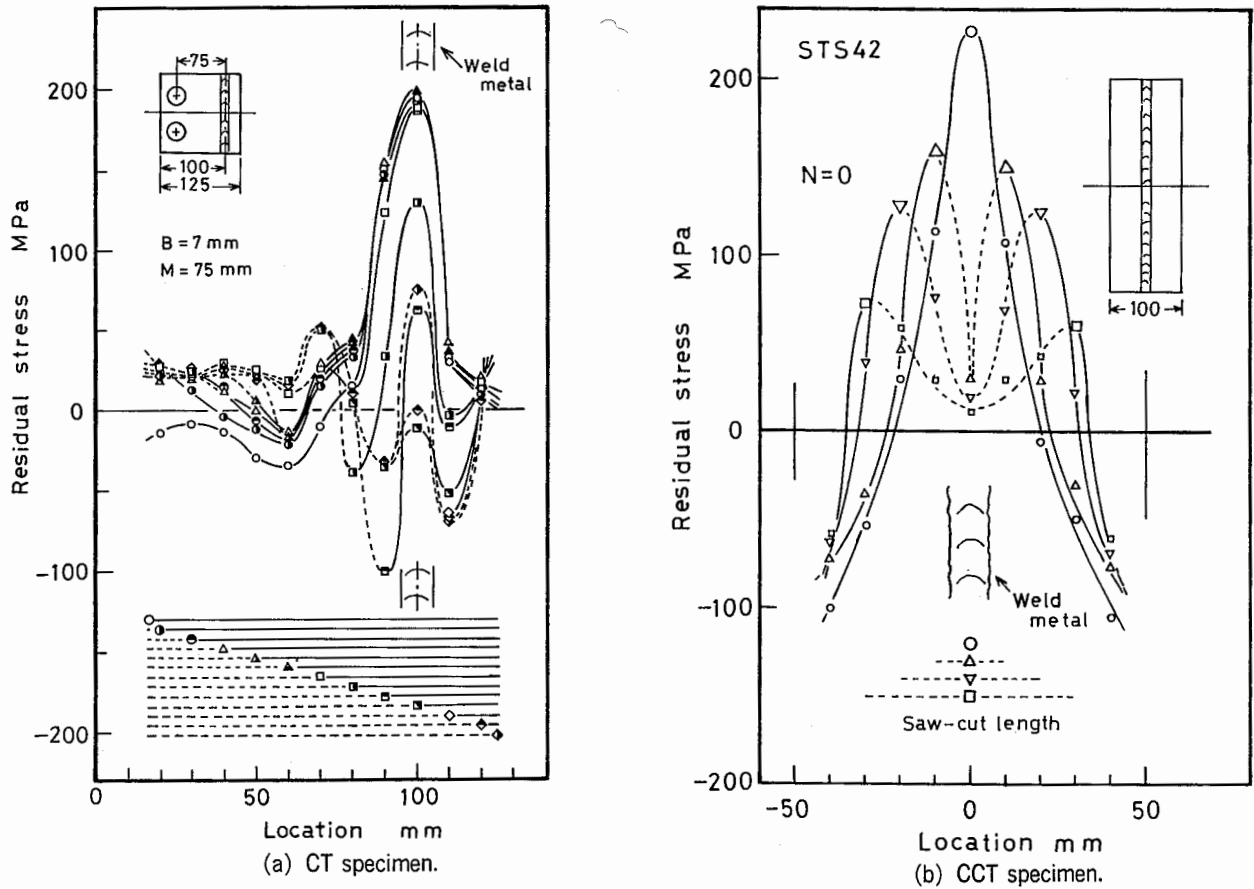 Residual stress MPa
200
100
0
-100
-200
75
100
125
B = 7 mm
M = 75 mm
Weld
metal
0
50
100
Location mm
(a) CT specimen.
Residual stress MPa
200
100
0
-100
-200
STS42
N=0
100
Weld
metal
Saw-cut length
-50
0
50
Location mm
(b) CCT specimen.